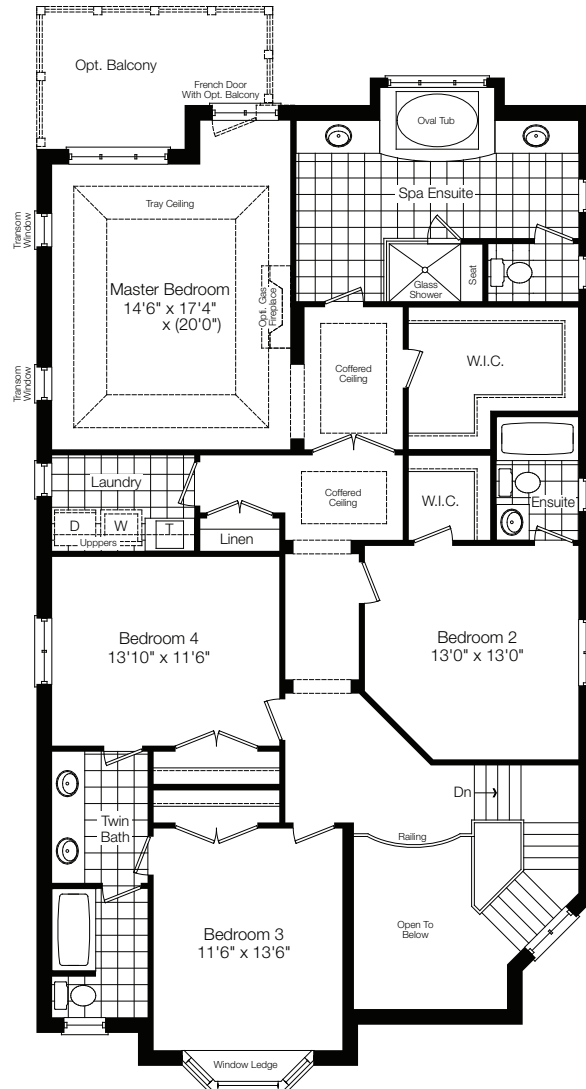 Opt. Balcony
French Door
With Opt. Balcony
Oval Tub
Spa Ensuite
Tray Ceiling
Transom
Window
Master Bedroom
14'6" x 17'4"
x (20'0")
Opti. Gas
Fireplace
Glass
Shower
Seat
Transom
Window
Coffered
Ceiling
W.I.C.
Laundry
D
W
T
Upppers
Linen
Coffered
Ceiling
W.I.C.
Ensuite
Bedroom 4
13'10" x 11'6"
Bedroom 2
13'0" x 13'0"
Dn
Twin
Bath
Railing
Open To
Below
Bedroom 3
11'6" x 13'6"
Window Ledge